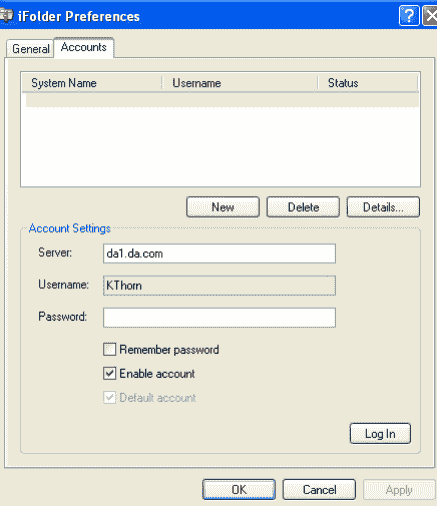 iFolder Preferences
General Accounts
System Name Username Status
New Delete Details...
Account Settings
Server: da1.da.com
Username: KThorn
Password:
Remember password
Enable account
Default account
Log In
OK Cancel Apply